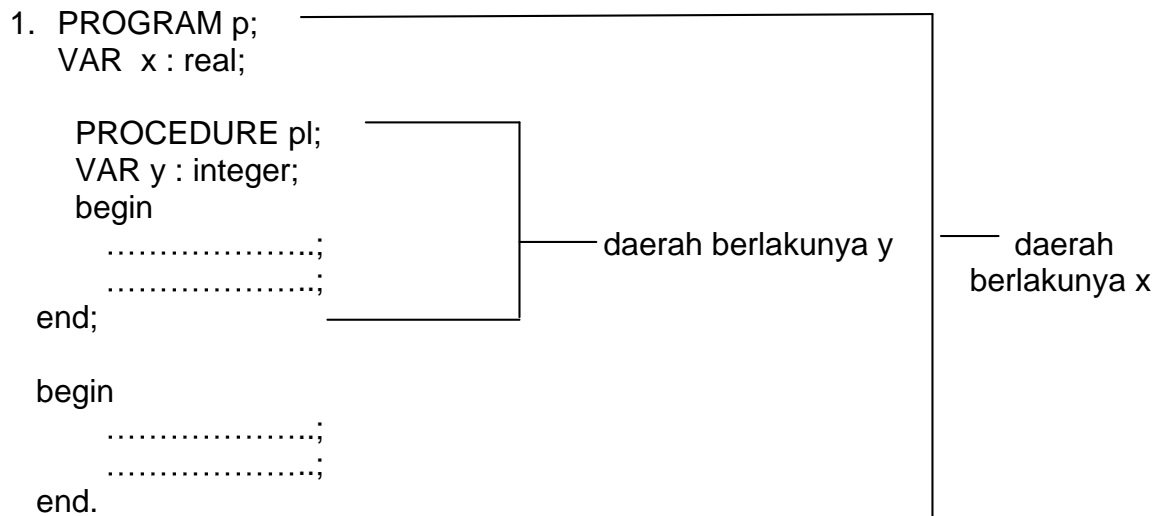 1. PROGRAM p;
VAR x : real;
PROCEDURE pl;
VAR y : integer;
begin
…………………..;
daerah berlakunya y
daerah
berlakunya x
…………………..;
end;
begin
…………………..;
…………………..;
end.